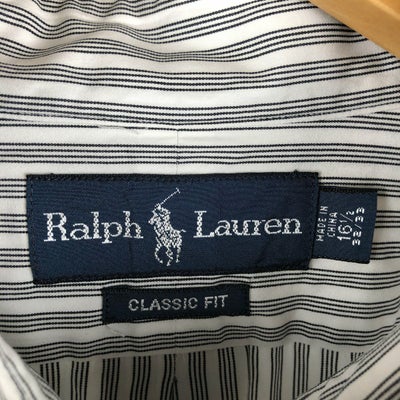 Ralph Lauren
MADE IN
CHINA
16½
32/33
CLASSIC FIT